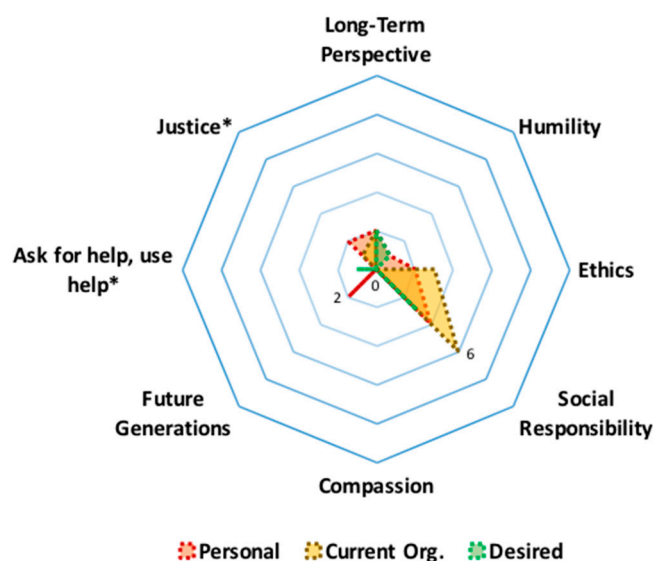 Long-Term
Perspective
Justice*
Humility
Ask for help, use
help*
Ethics
0
2
6
Future
Generations
Social
Responsibility
Compassion
Personal Current Org. Desired